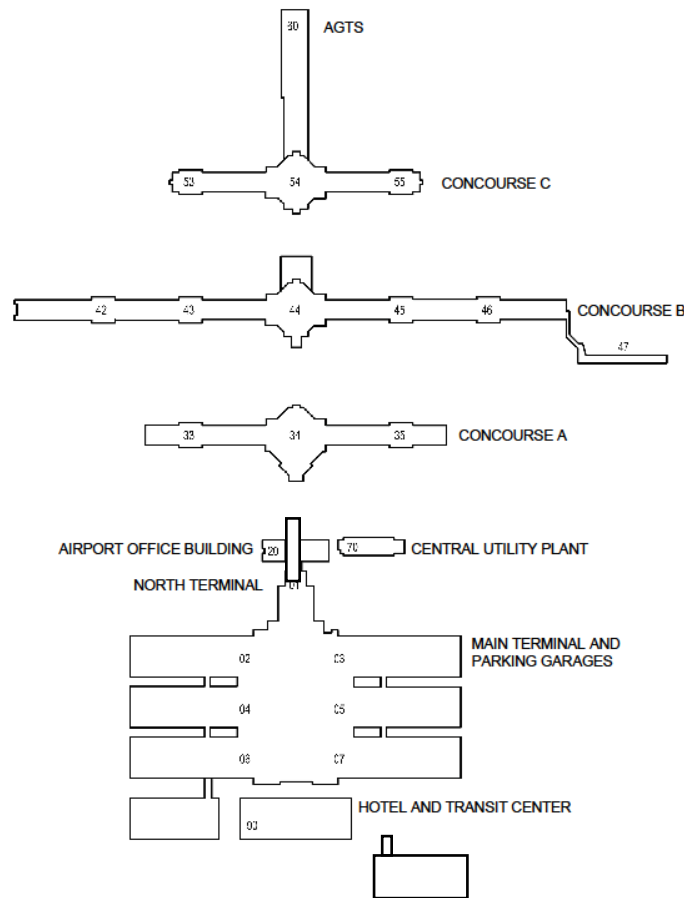 80 AGTS
53 54 55 CONCOURSE C
42 43 44 45 46 CONCOURSE B
47
33 34 35 CONCOURSE A
AIRPORT OFFICE BUILDING 20 70 CENTRAL UTILITY PLANT
NORTH TERMINAL 01
02 03 MAIN TERMINAL AND
PARKING GARAGES
04 05
06 07
HOTEL AND TRANSIT CENTER
90